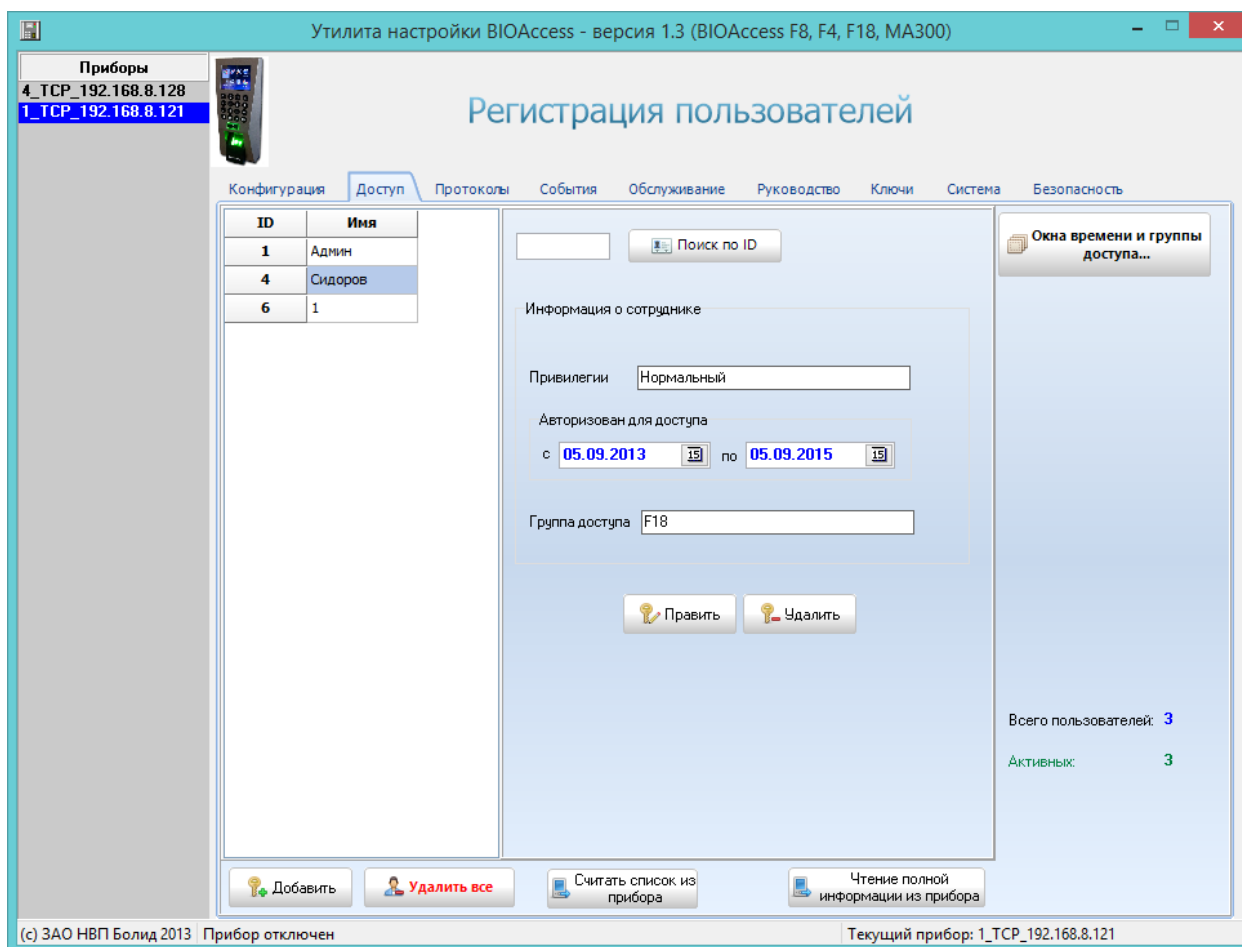 Утилита настройки BIOAccess - версия 1.3 (BIOAccess F8, F4, F18, MA300)
Приборы
4_TCP_192.168.8.128
1_TCP_192.168.8.121
Регистрация пользователей
Конфигурация Доступ Протоколы События Обслуживание Руководство Ключи Система Безопасность
ID Имя
1 Админ
4 Сидоров
6 1
Поиск по ID
Окна времени и группы
доступа...
Информация о сотруднике
Привилегии Нормальный
Авторизован для доступа
с 05.09.2013 15 по 05.09.2015 15
Группа доступа F18
Править Удалить
Всего пользователей: 3
Активных: 3
Добавить Удалить все
Считать список из
прибора
Чтение полной
информации из прибора
(c) ЗАО НВП Болид 2013 Прибор отключен Текущий прибор: 1_TCP_192.168.8.121